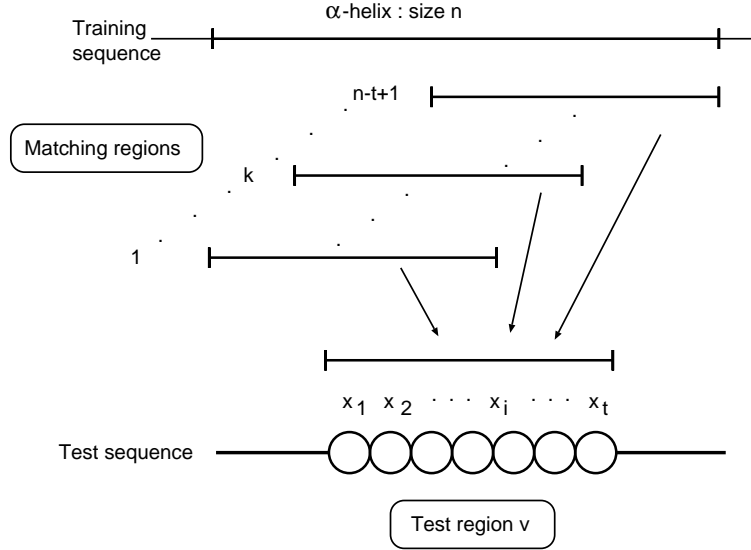 α-helix : size n
Training
sequence
n-t+1
Matching regions
k
1
x1 x2 · · · xi · · · xt
Test sequence
Test region v